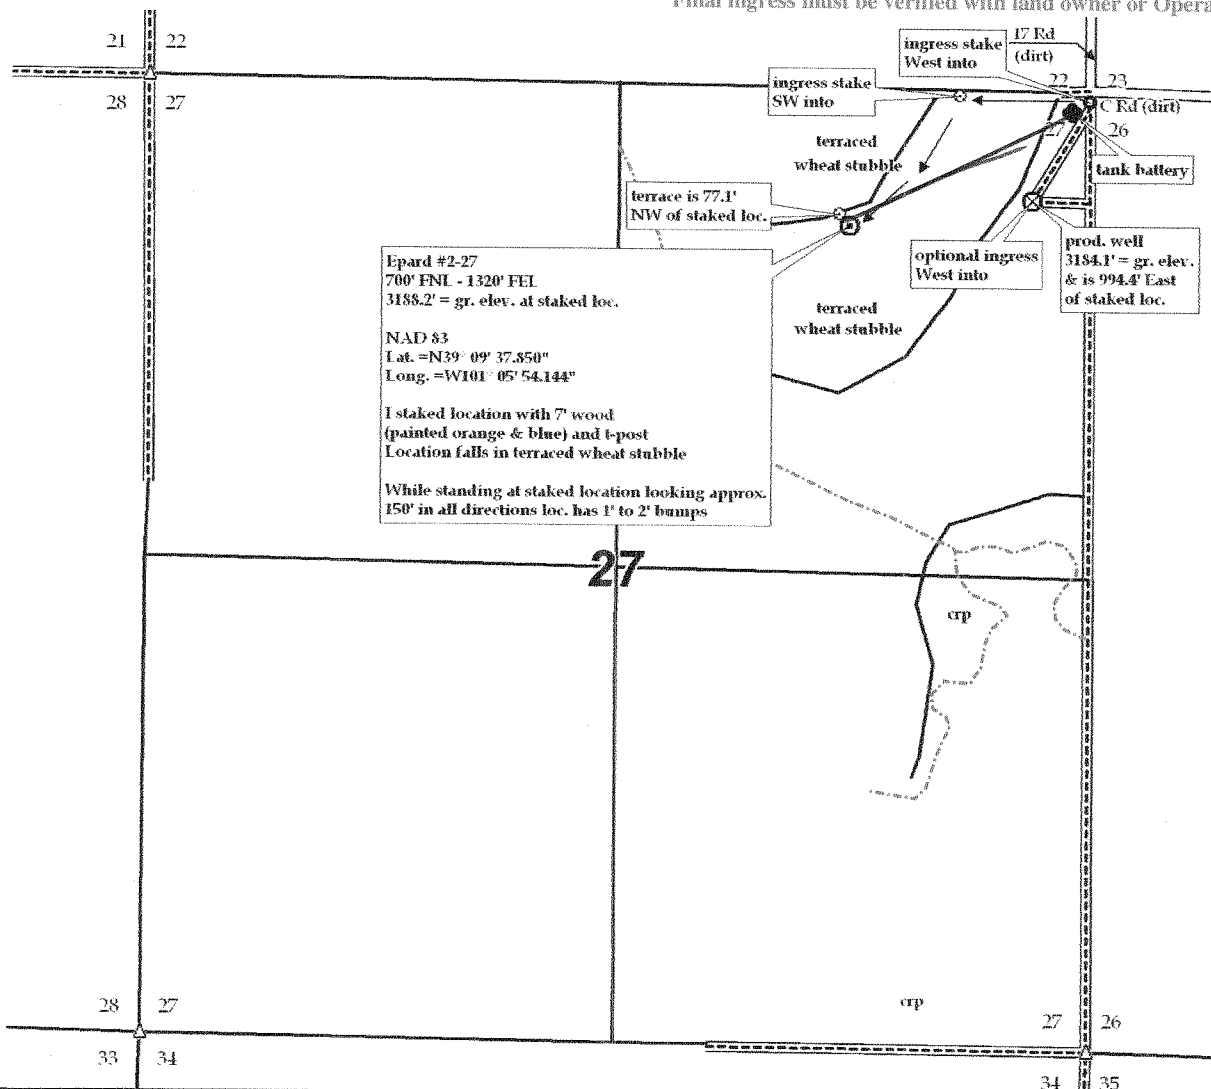 Final ingress must be verified with land owner or Opera
21 22
28 27
ingress stake
West into
17 Rd
(dirt)
ingress stake
SW into
22 23
C Rd (dirt)
27 26
terraced
wheat stubble
tank battery
terrace is 77.1'
NW of staked loc.
optional ingress
West into
prod. well
3184.1' = gr. elev.
& is 994.4' East
of staked loc.
Epard #2-27
700' FNL - 1320' FEL
3188.2' = gr. elev. at staked loc.
NAD 83
Lat. =N39° 09' 37.850"
Long. =W101° 05' 54.144"
I staked location with 7' wood
(painted orange & blue) and t-post
Location falls in terraced wheat stubble
While standing at staked location looking approx.
150' in all directions loc. has 1' to 2' bumps
terraced
wheat stubble
27
crp
crp
28 27
33 34
27 26
34 35